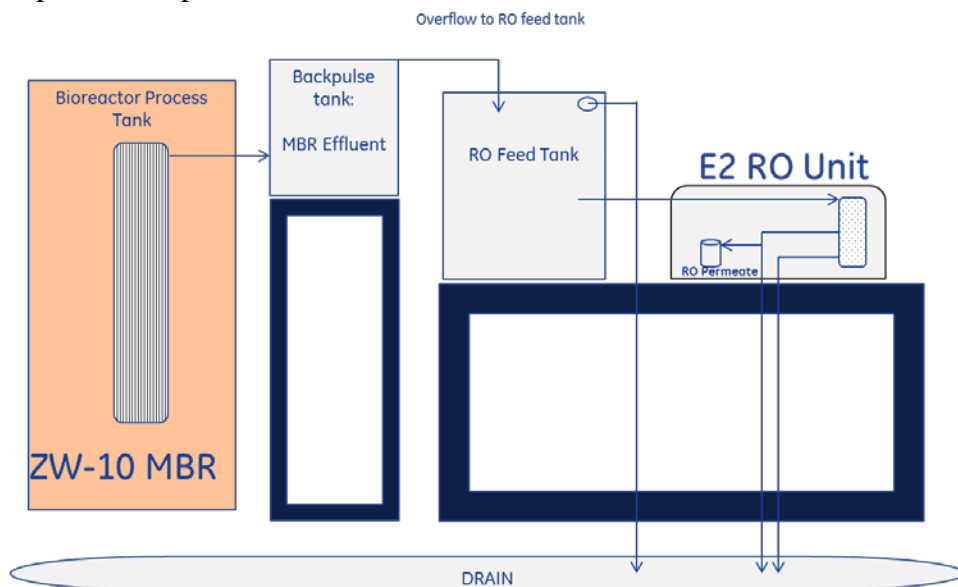 Overflow to RO feed tank
Bioreactor Process
Tank
Backpulse
tank:
MBR Effluent
RO Feed Tank
E2 RO Unit
RO Permeate
ZW-10 MBR
DRAIN